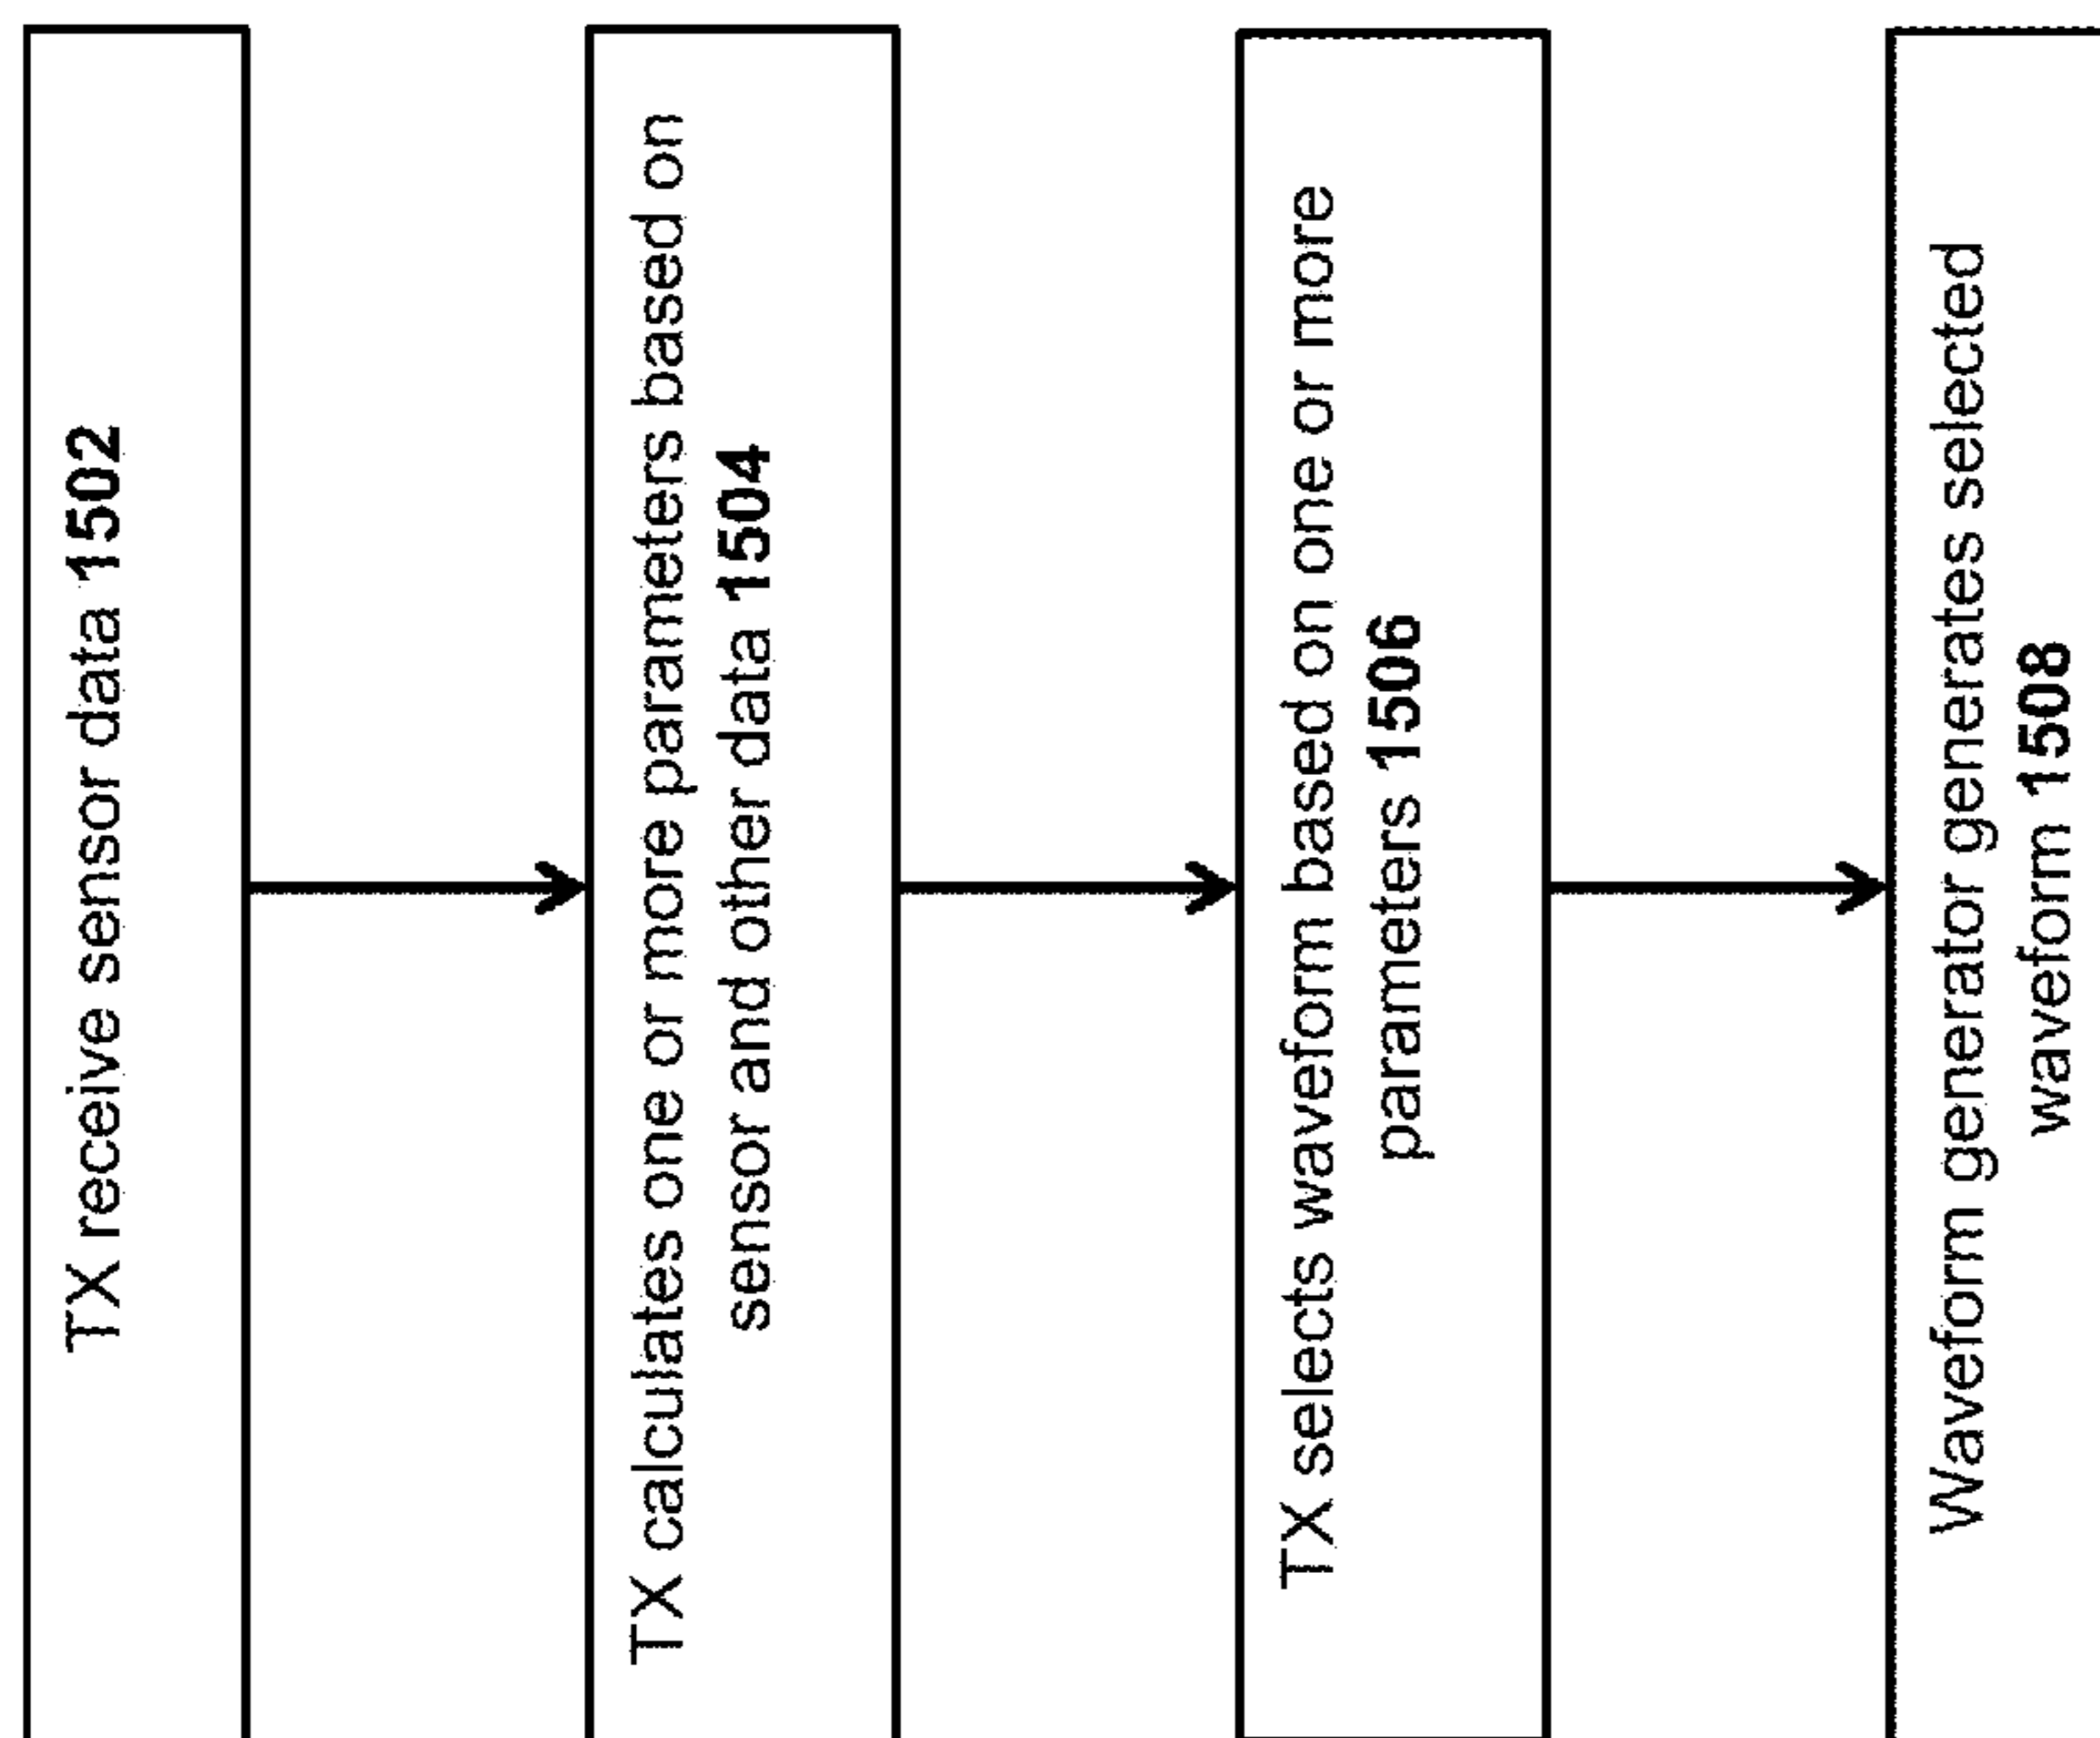 TX receive sensor data 1502
TX calculates one or more parameters based on
sensor and other data 1504
TX selects waveform based on one or more
parameters 1506
Waveform generator generates selected
waveform 1508